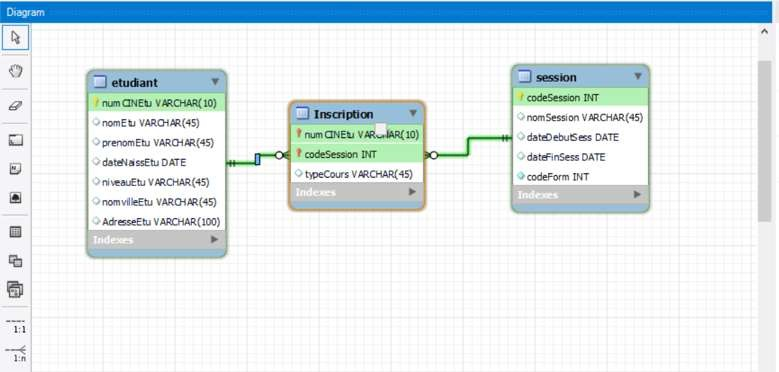 Diagram
etudiant
numCINEtu VARCHAR(10)
nomEtu VARCHAR(45)
prenomEtu VARCHAR(45)
dateNaissEtu DATE
niveauEtu VARCHAR(45)
nomvilleEtu VARCHAR(45)
AdresseEtu VARCHAR(100)
Indexes
Inscription
numCINEtu VARCHAR(10)
codeSession INT
typeCours VARCHAR(45)
Indexes
session
codeSession INT
nomSession VARCHAR(45)
dateDebutSess DATE
dateFinSess DATE
codeForm INT
Indexes
1:1
1:n